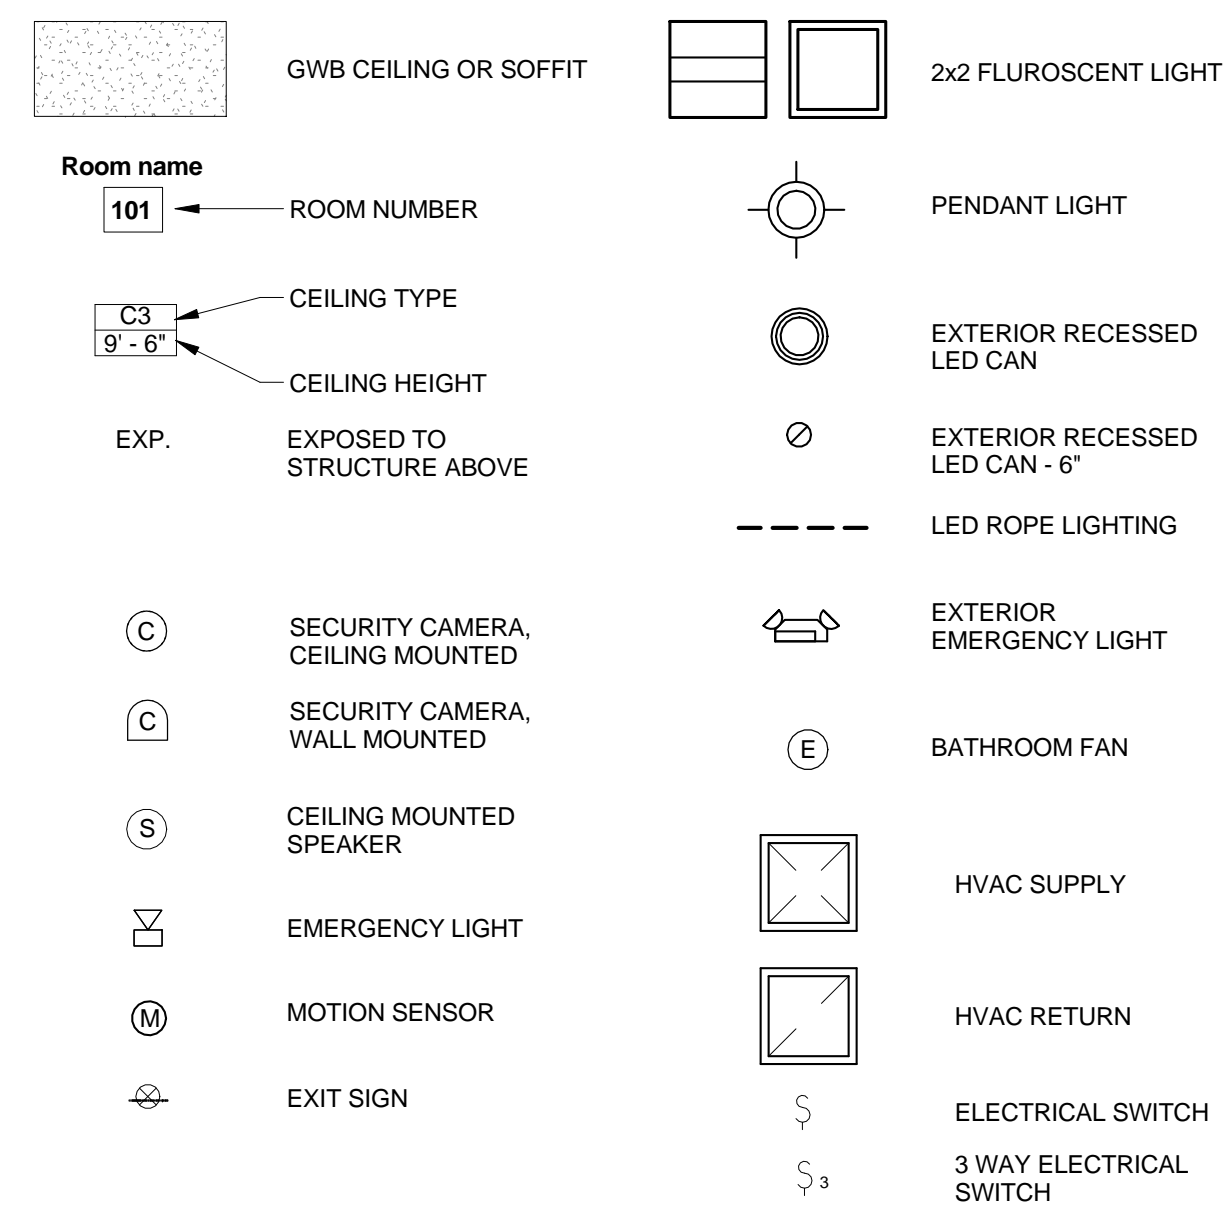 GWB CEILING OR SOFFIT
Room name
101
ROOM NUMBER
CEILING TYPE
C3
9' - 6"
CEILING HEIGHT
EXP.
EXPOSED TO
STRUCTURE ABOVE
C
SECURITY CAMERA,
CEILING MOUNTED
C
SECURITY CAMERA,
WALL MOUNTED
S
CEILING MOUNTED
SPEAKER
EMERGENCY LIGHT
M
MOTION SENSOR
EXIT SIGN
2x2 FLUROSCENT LIGHT
PENDANT LIGHT
EXTERIOR RECESSED
LED CAN
EXTERIOR RECESSED
LED CAN - 6"
LED ROPE LIGHTING
EXTERIOR
EMERGENCY LIGHT
E
BATHROOM FAN
HVAC SUPPLY
HVAC RETURN
ELECTRICAL SWITCH
3
3 WAY ELECTRICAL
SWITCH